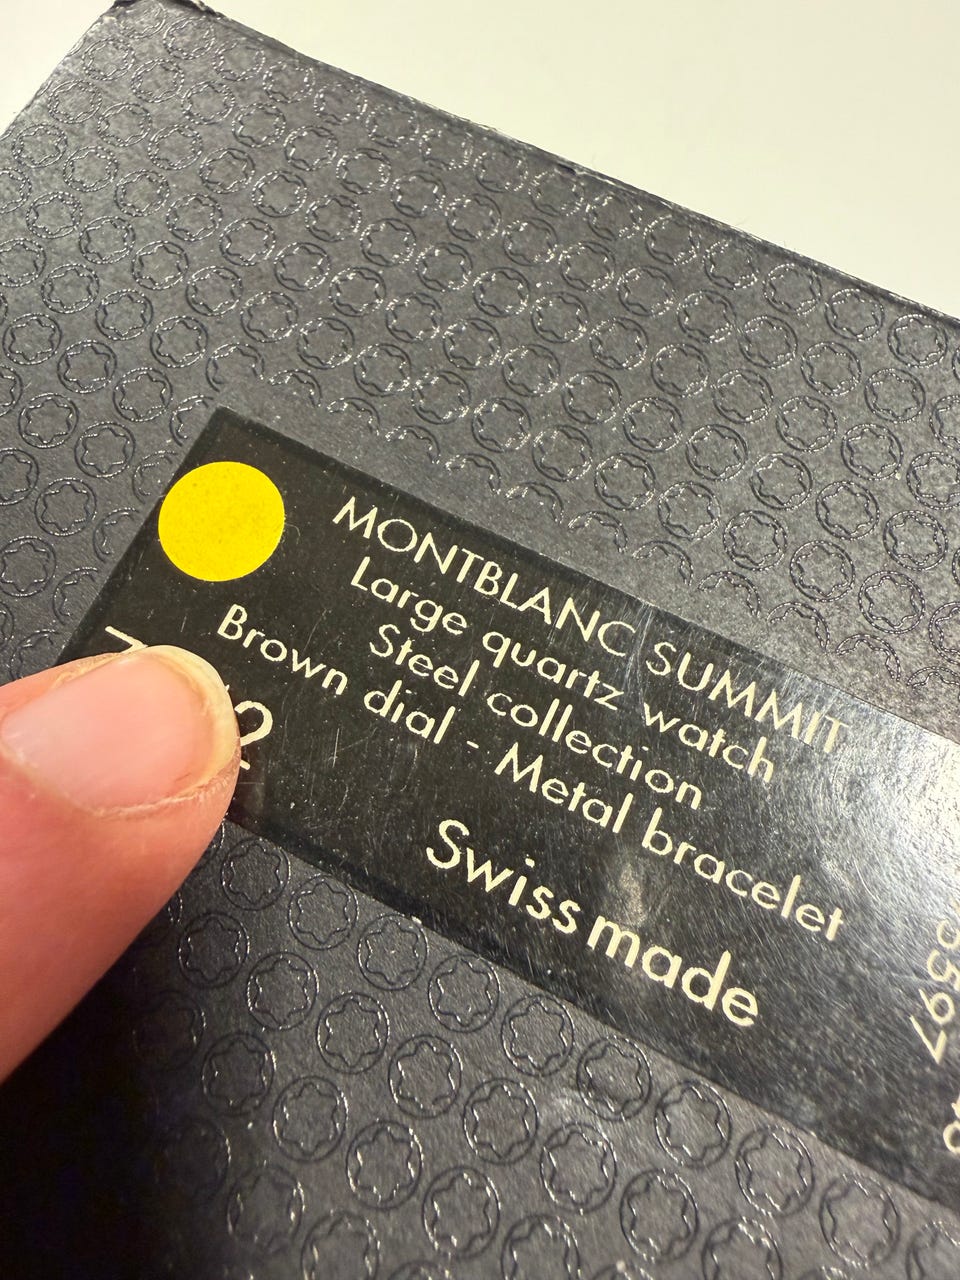 MONTBLANC SUMMIT
Large quartz watch
Steel collection
Brown dial - Metal bracelet
Swiss made